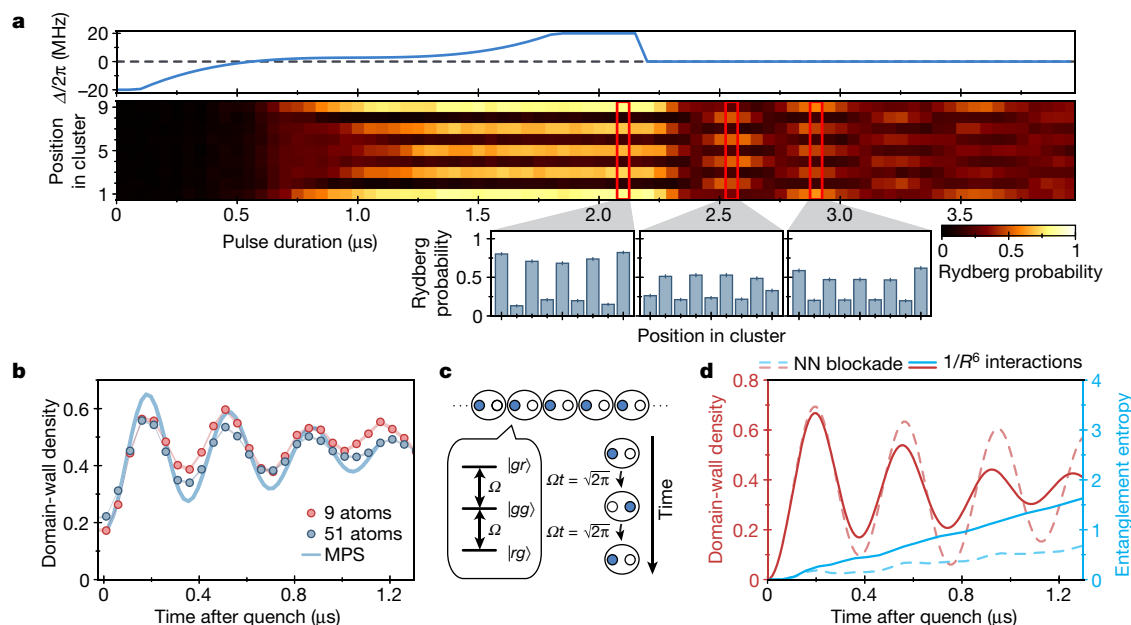 a
Δ/2π (MHz)
20
0
−20
Position
in cluster
9
5
1
0
0.5
1.0
1.5
2.0
2.5
3.0
3.5
Pulse duration (μs)
Rydberg
probability
1
0.5
0
Position in cluster
0
0.5
1
Rydberg probability
b
Domain-wall density
0.6
0.4
0.2
0
9 atoms
51 atoms
MPS
0
0.4
0.8
1.2
Time after quench (μs)
c
|gr⟩
Ω
|gg⟩
Ω
|rg⟩
Ωt = √2π
Ωt = √2π
Time
d
NN blockade
1/R⁶ interactions
Domain-wall density
0.8
0.6
0.4
0.2
0
Entanglement entropy
4
3
2
1
0
0
0.4
0.8
1.2
Time after quench (μs)